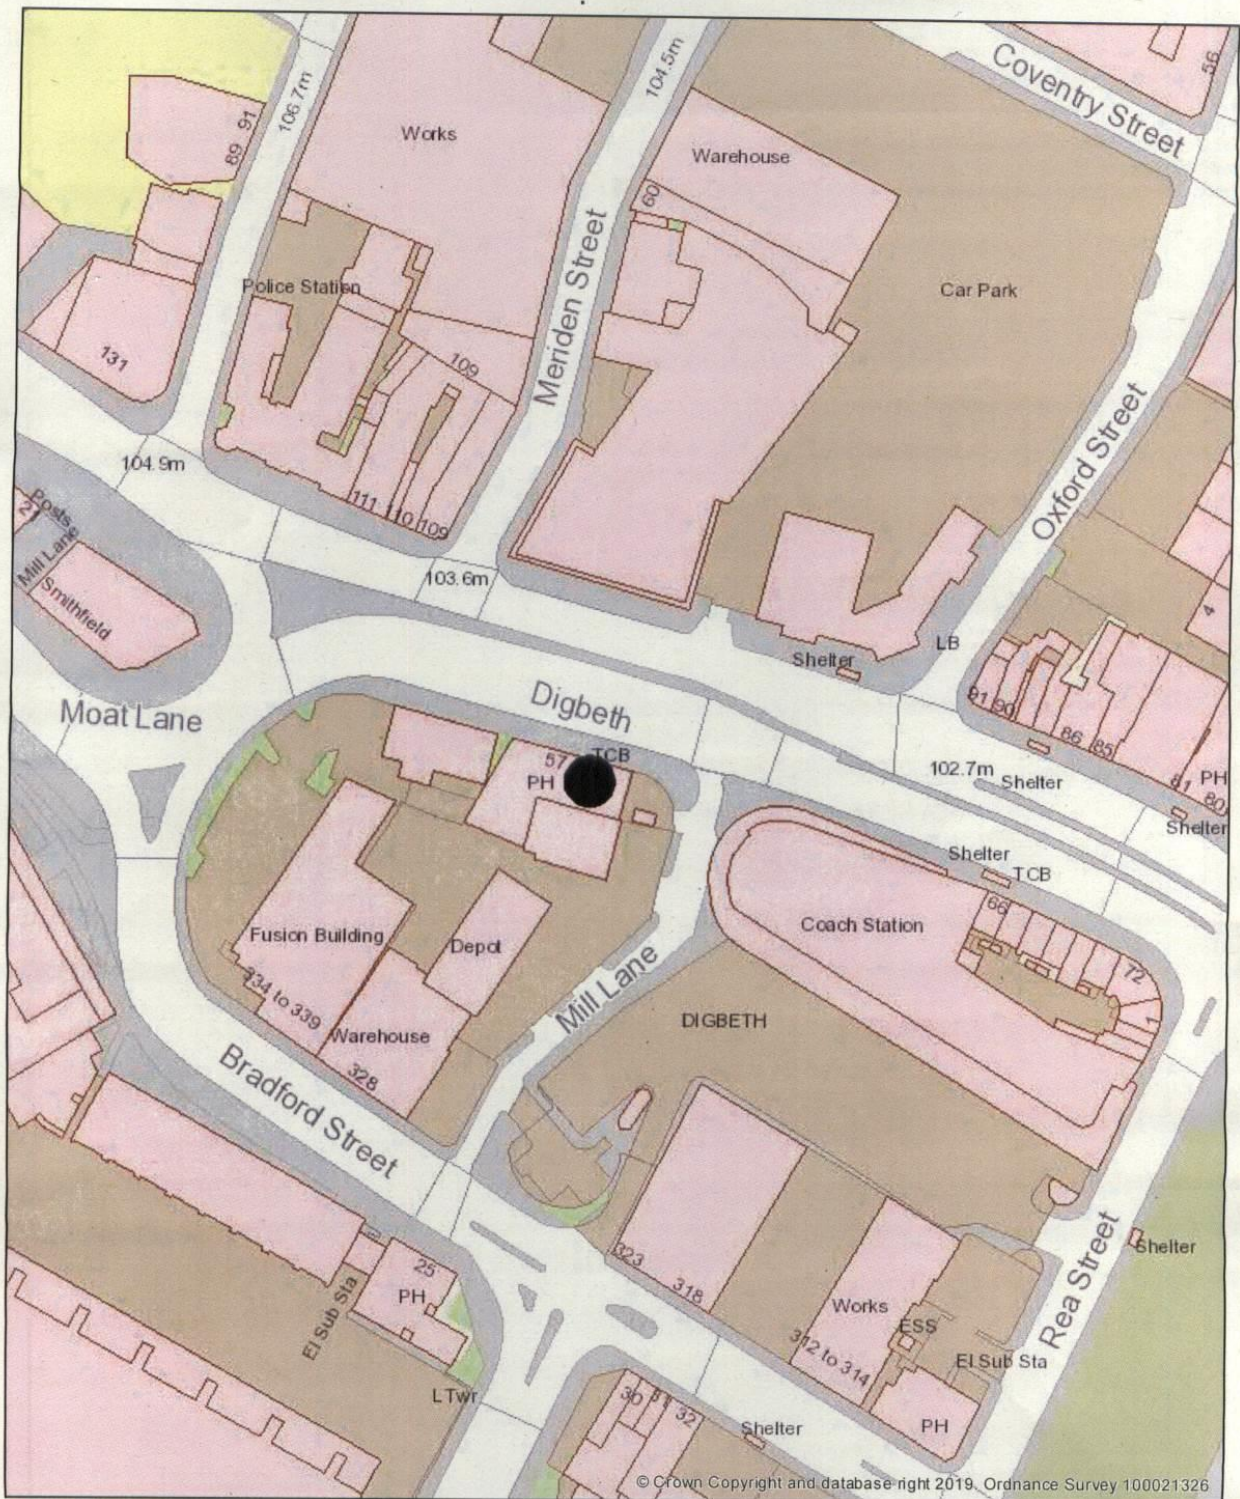 Coventry Street
56
104.5m
106.7m
91
89
Works
Warehouse
60
Police Station
Meriden Street
Car Park
131
109
Oxford Street
104.9m
111 110 109
Posts
21
Mill Lane
Smithfield
103.6m
4
LB
Shelter
91 90
86 85
81
PH
80
Moat Lane
Digbeth
TCB
57
PH
102.7m
Shelter
Shelter
Shelter
TCB
66
72
1
Coach Station
Fusion Building
Depot
334 to 339
Mill Lane
DIGBETH
Warehouse
328
Bradford Street
323
318
25
PH
El Sub Sta
Works
312 to 314
ESS
El Sub Sta
Rea Street
Shelter
L Twr
30 31 32
Shelter
PH
© Crown Copyright and database right 2019. Ordnance Survey 100021326